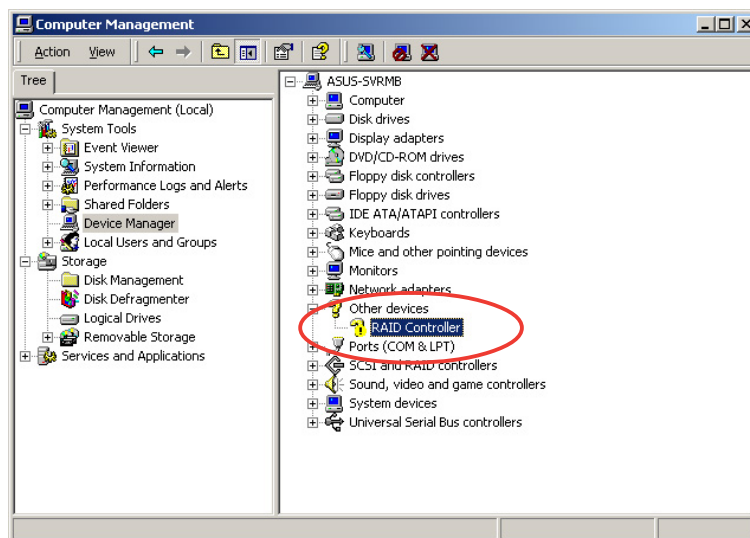 Computer Management
Action View
Tree
Computer Management (Local)
System Tools
Event Viewer
System Information
Performance Logs and Alerts
Shared Folders
Device Manager
Local Users and Groups
Storage
Disk Management
Disk Defragmenter
Logical Drives
Removable Storage
Services and Applications
ASUS-SVRMB
Computer
Disk drives
Display adapters
DVD/CD-ROM drives
Floppy disk controllers
Floppy disk drives
IDE ATA/ATAPI controllers
Keyboards
Mice and other pointing devices
Monitors
Network adapters
Other devices
RAID Controller
Ports (COM & LPT)
SCSI and RAID controllers
Sound, video and game controllers
System devices
Universal Serial Bus controllers